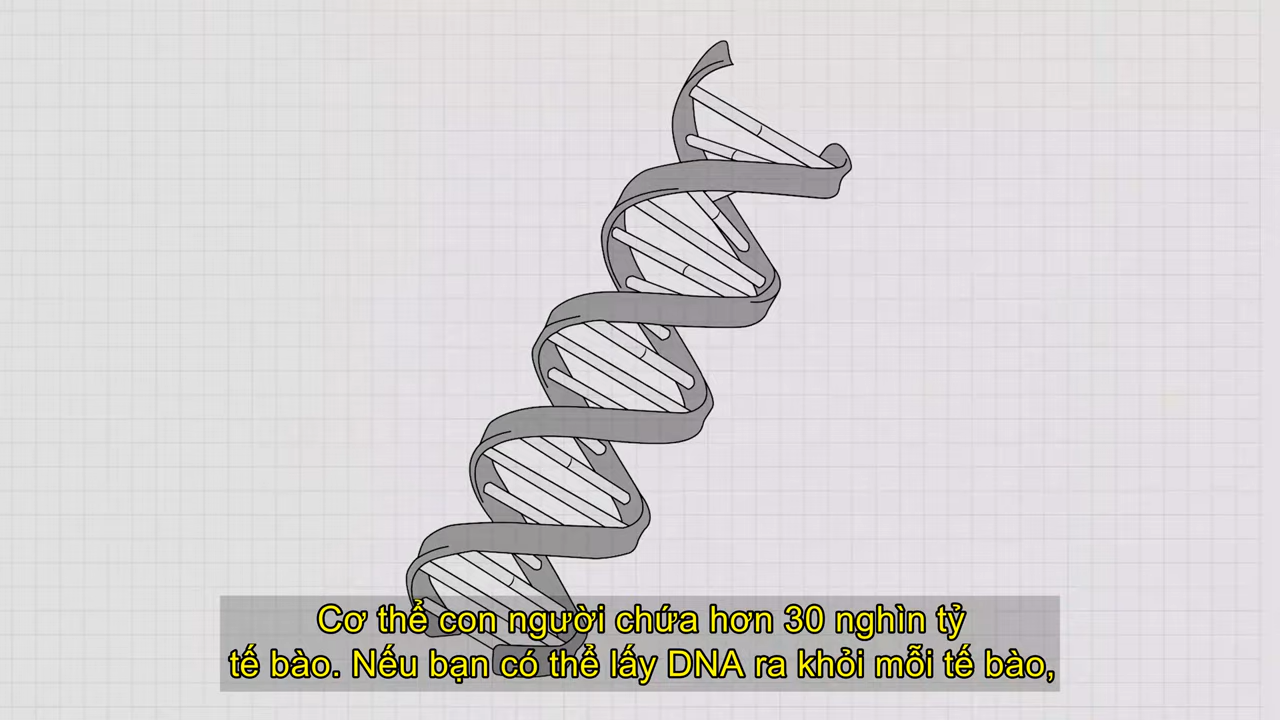 Cơ thể con người chứa hơn 30 nghìn tỷ
tế bào. Nếu bạn có thể lấy DNA ra khỏi mỗi tế bào,